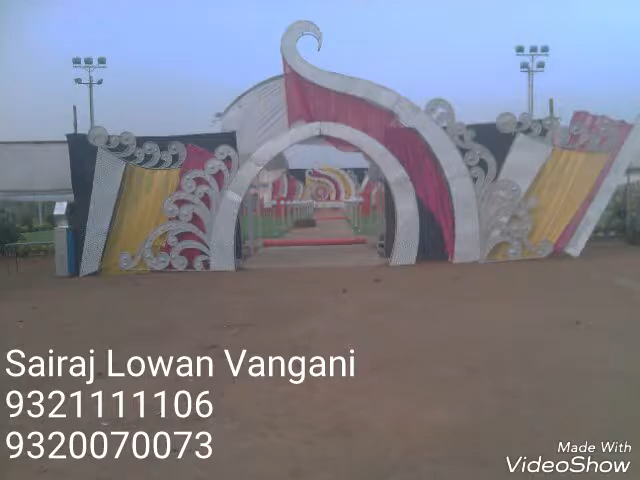 Sairaj Lowan Vangani
9321111106
9320070073
Made With
VideoShow